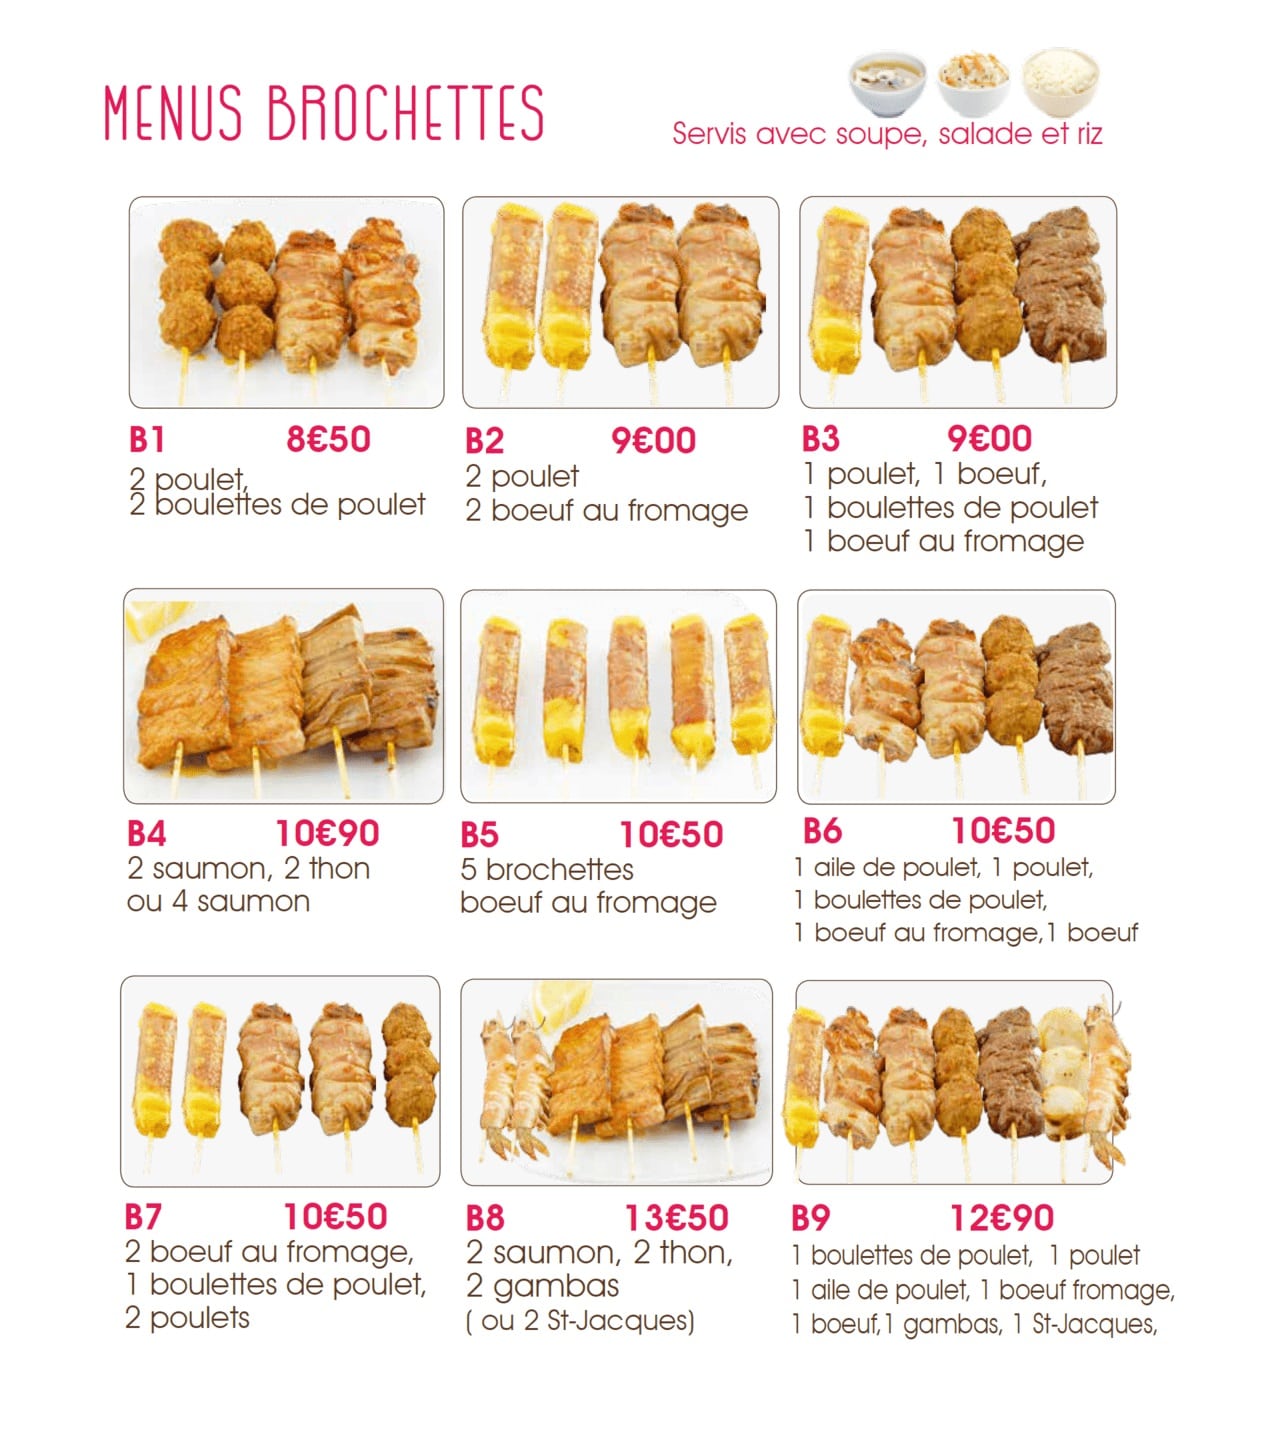 MENUS BROCHETTES
Servis avec soupe, salade et riz
B1 8€50
2 poulet,
2 boulettes de poulet
B2 9€00
2 poulet
2 boeuf au fromage
B3 9€00
1 poulet, 1 boeuf,
1 boulettes de poulet
1 boeuf au fromage
B4 10€90
2 saumon, 2 thon
ou 4 saumon
B5 10€50
5 brochettes
boeuf au fromage
B6 10€50
1 aile de poulet, 1 poulet,
1 boulettes de poulet,
1 boeuf au fromage,1 boeuf
B7 10€50
2 boeuf au fromage,
1 boulettes de poulet,
2 poulets
B8 13€50
2 saumon, 2 thon,
2 gambas
( ou 2 St-Jacques)
B9 12€90
1 boulettes de poulet, 1 poulet
1 aile de poulet, 1 boeuf fromage,
1 boeuf,1 gambas, 1 St-Jacques,